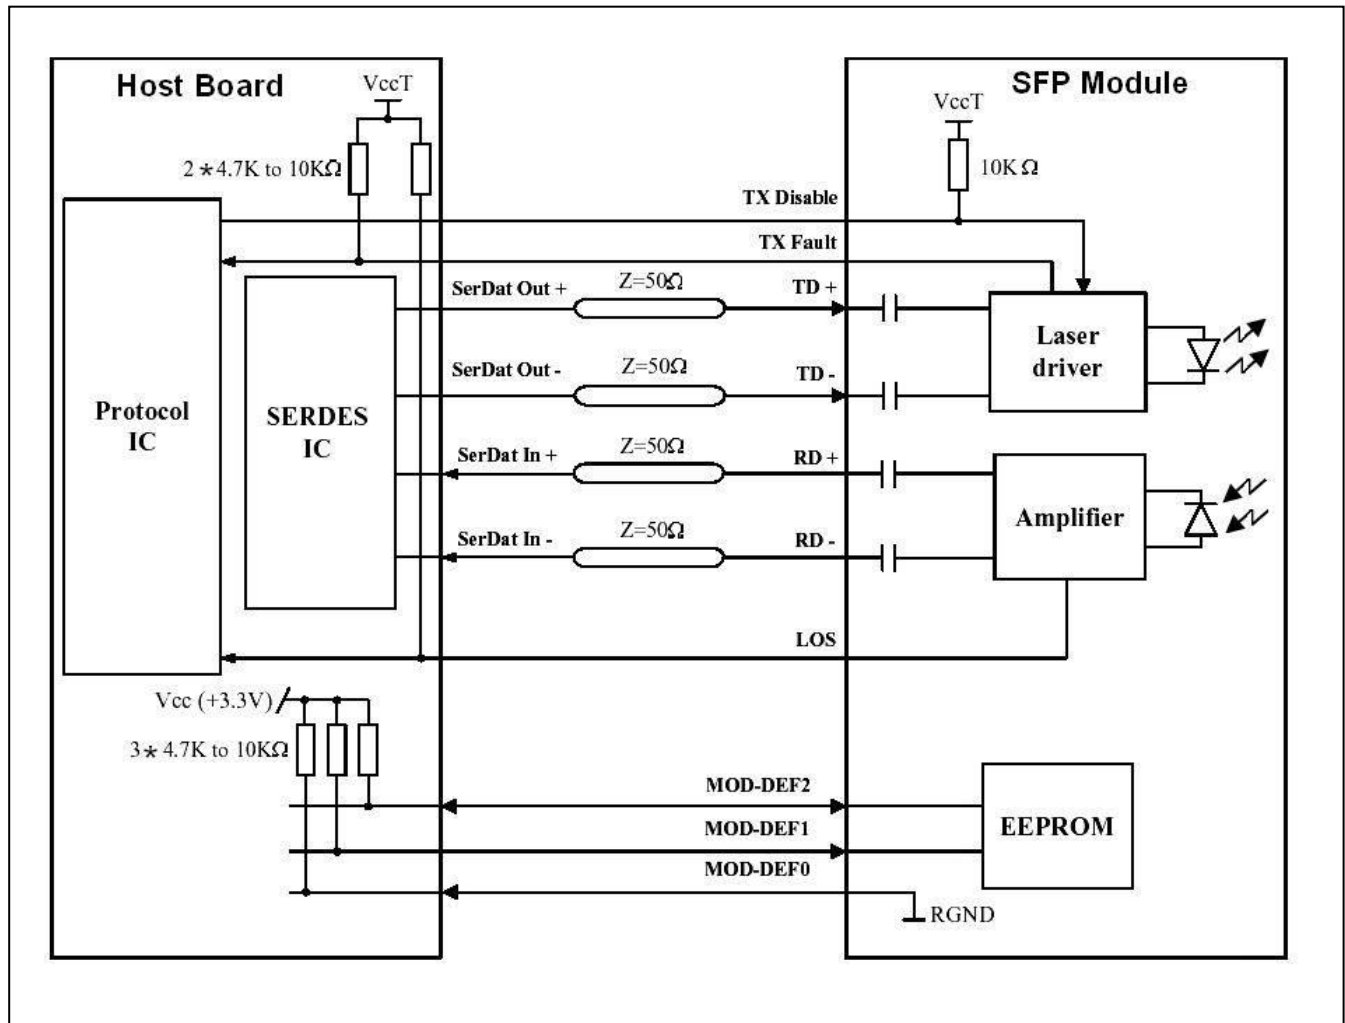 Host Board
SFP Module
VccT
VccT
2*4.7K to 10KΩ
10KΩ
TX Disable
TX Fault
SerDat Out +
Z=50Ω
TD +
Laser
driver
SerDat Out -
Z=50Ω
TD -
Protocol
IC
SERDES
IC
SerDat In +
Z=50Ω
RD +
Amplifier
SerDat In -
Z=50Ω
RD -
LOS
Vcc (+3.3V)
3*4.7K to 10KΩ
MOD-DEF2
MOD-DEF1
MOD-DEF0
EEPROM
RGND